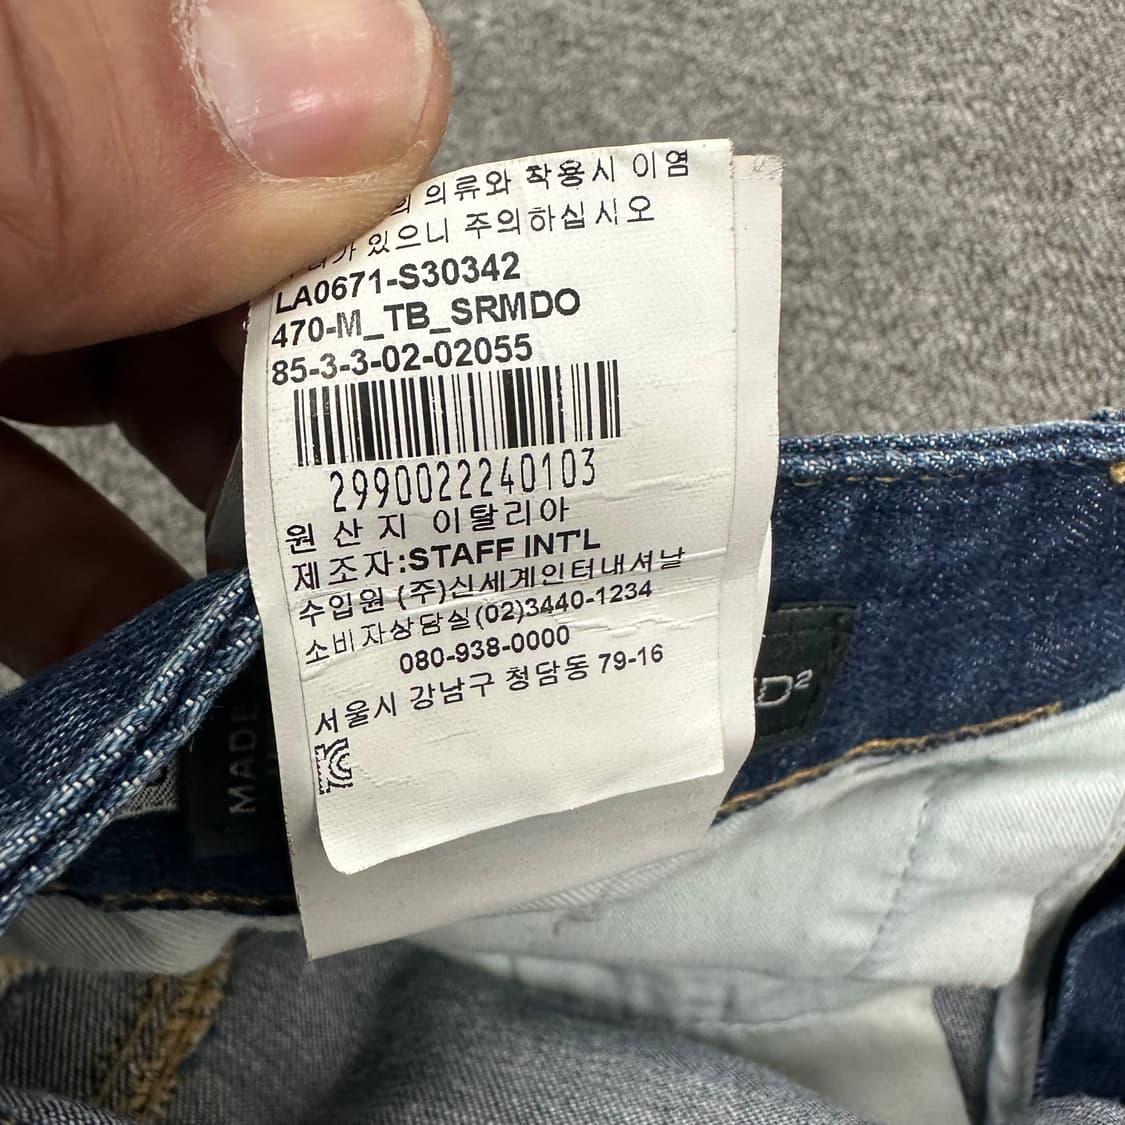 의류와 착용시 이염
있으니 주의하십시오
LA0671-S30342
470-M_TB_SRMDO
85-3-3-02-02055
2990022240103
원산지 이탈리아
제조자:STAFF INT'L
수입원 (주)신세계인터내셔날
소비자상담실(02)3440-1234
080-938-0000
서울시 강남구 청담동 79-16
MADE
D²